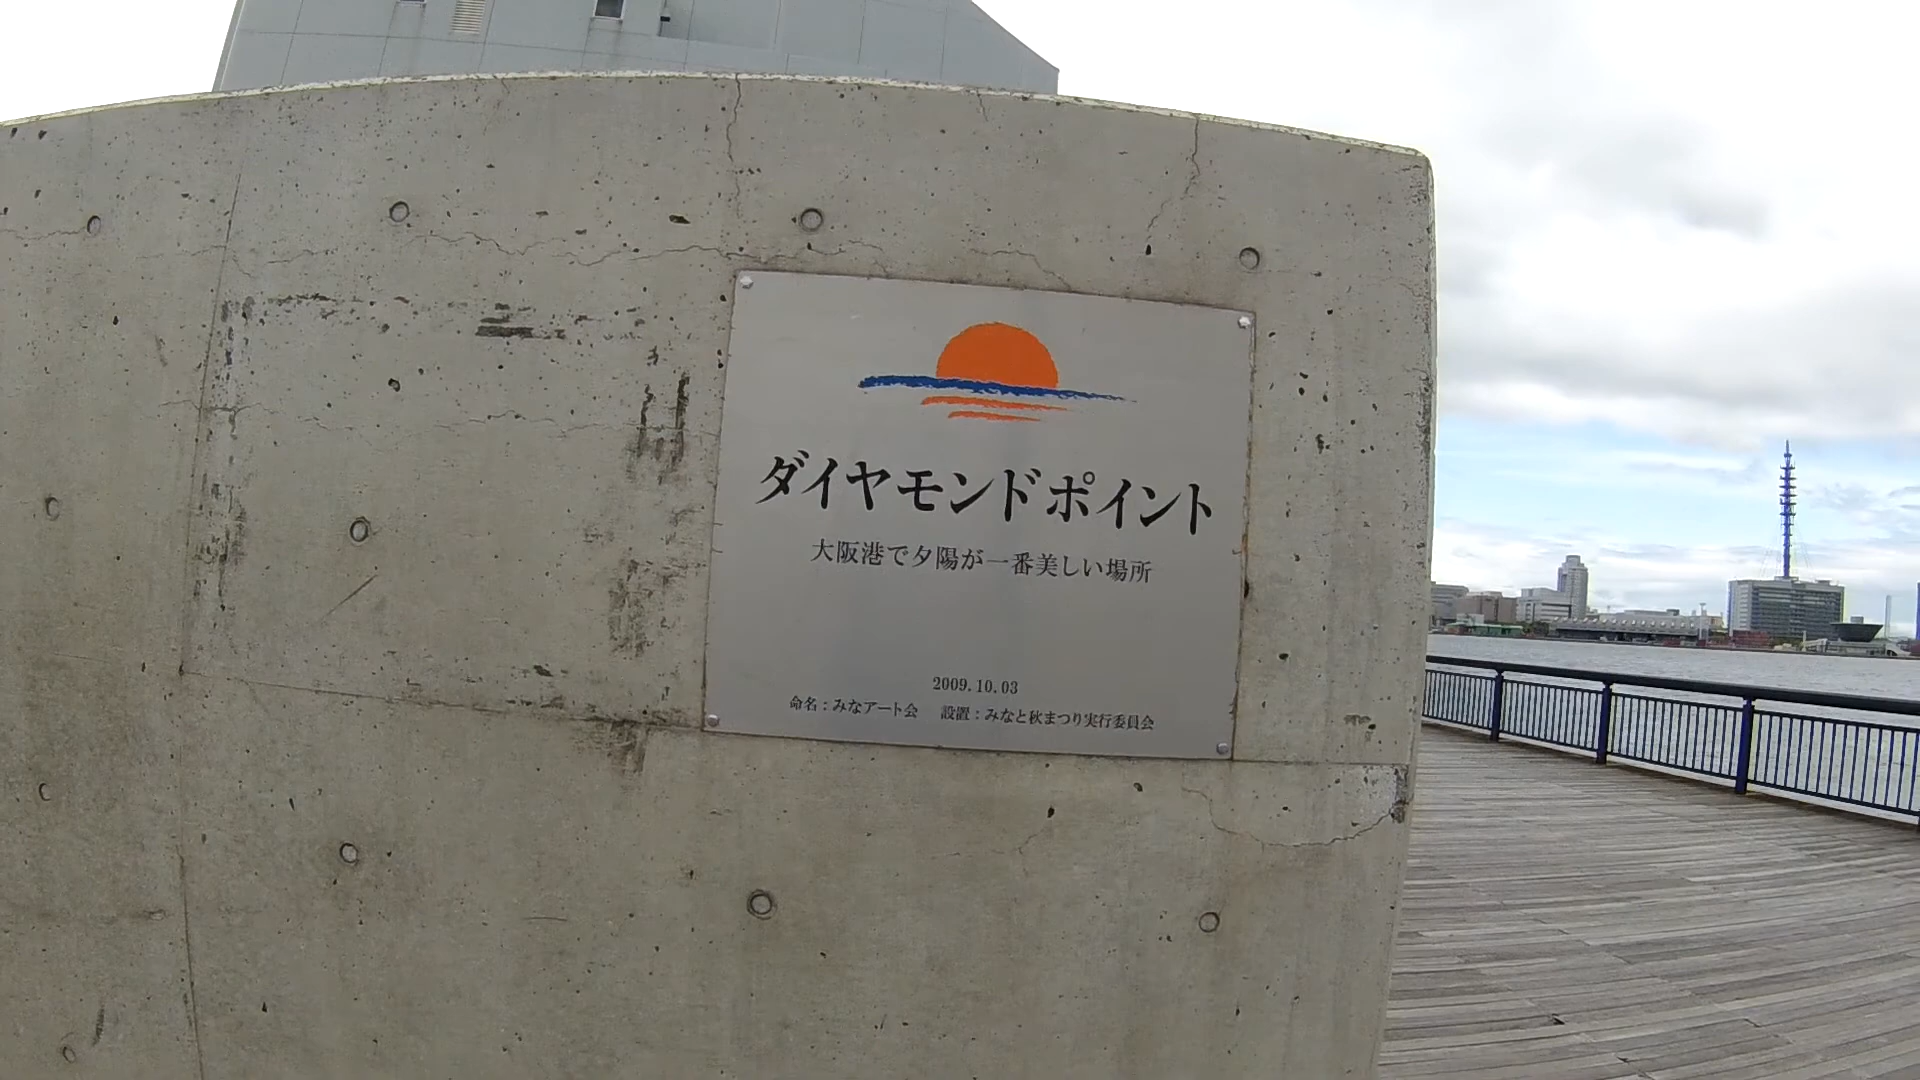 ダイヤモンドポイント
大阪港で夕陽が一番美しい場所
2009.10.03
命名：みなアート会　設置：みなと秋まつり実行委員会